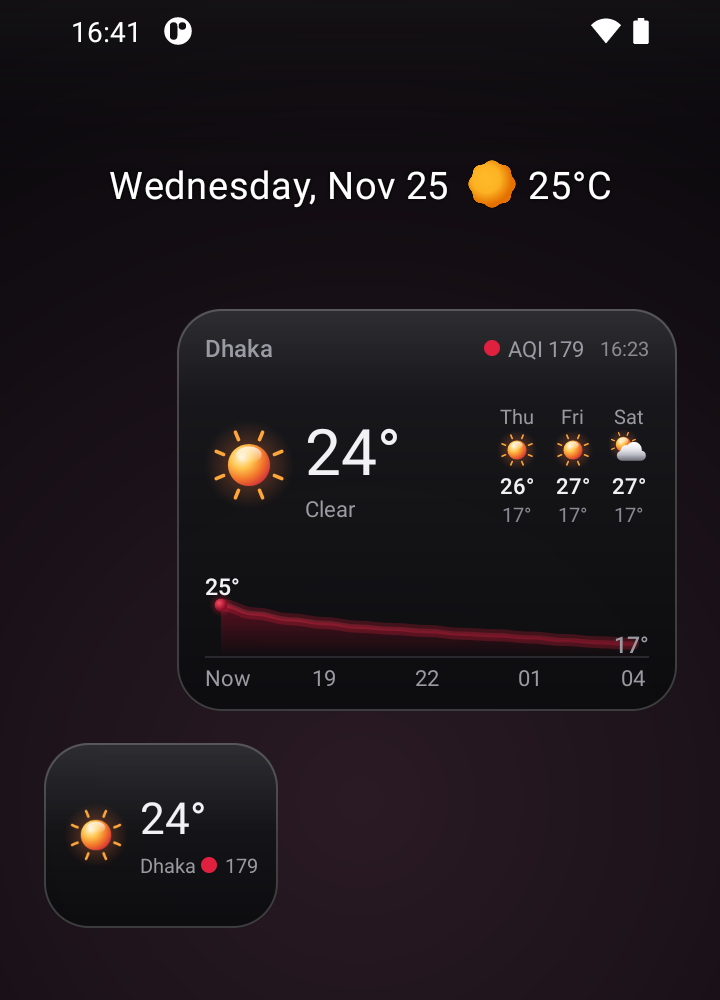 16:41
Wednesday, Nov 25 25°C
Dhaka AQI 179 16:23
Thu Fri Sat
24°
26° 27° 27°
Clear
17° 17° 17°
25°
17°
Now 19 22 01 04
24°
Dhaka 179